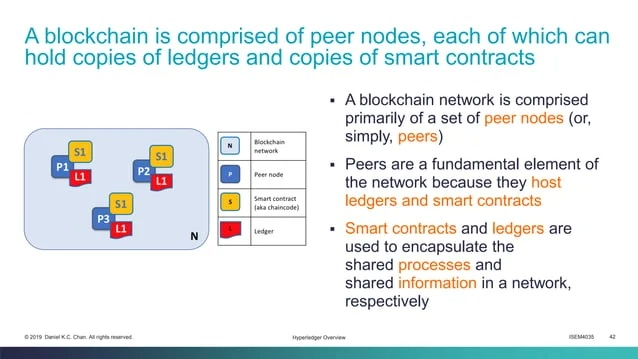 A blockchain is comprised of peer nodes, each of which can
hold copies of ledgers and copies of smart contracts
S1
P1
L1
S1
P2
L1
S1
P3
L1
N
N
Blockchain
network
P
Peer node
S
Smart contract
(aka chaincode)
L
Ledger
▪ A blockchain network is comprised
primarily of a set of peer nodes (or,
simply, peers)
▪ Peers are a fundamental element of
the network because they host
ledgers and smart contracts
▪ Smart contracts and ledgers are
used to encapsulate the
shared processes and
shared information in a network,
respectively
© 2019 Daniel K.C. Chan. All rights reserved.
Hyperledger Overview
ISEM4035
42